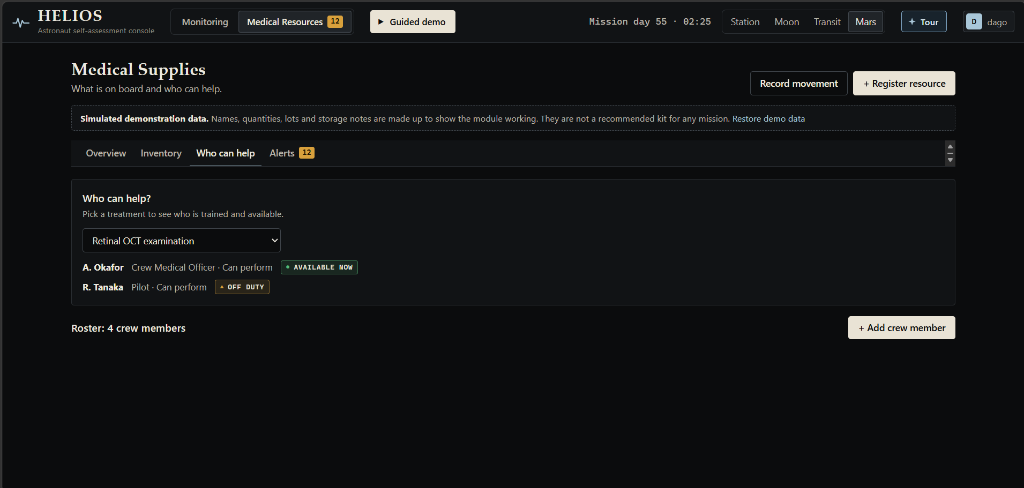 HELIOS
Astronaut self-assessment console
Monitoring
Medical Resources 12
Guided demo
Mission day 55 · 02:25
Station
Moon
Transit
Mars
Tour
D
dago
Medical Supplies
What is on board and who can help.
Record movement
+ Register resource
Simulated demonstration data. Names, quantities, lots and storage notes are made up to show the module working. They are not a recommended kit for any mission. Restore demo data
Overview
Inventory
Who can help
Alerts 12
Who can help?
Pick a treatment to see who is trained and available.
Retinal OCT examination
A. Okafor Crew Medical Officer · Can perform AVAILABLE NOW
R. Tanaka Pilot · Can perform OFF DUTY
Roster: 4 crew members
+ Add crew member